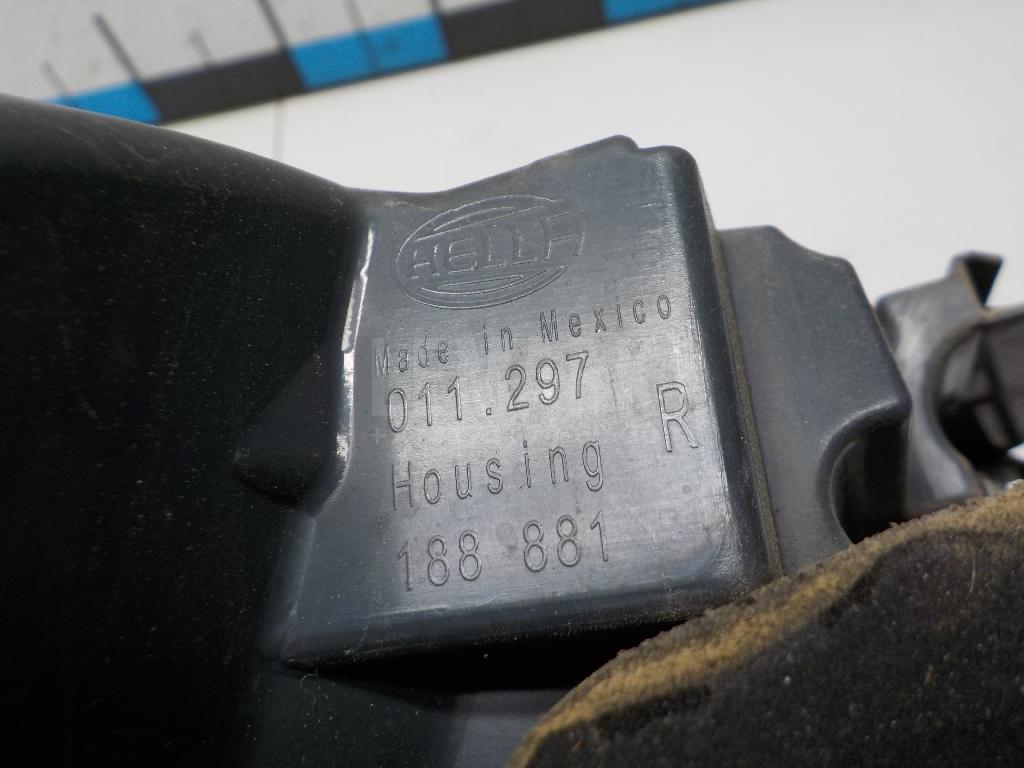 HELLA
Made in Mexico
011.297
R
Housing
188 881